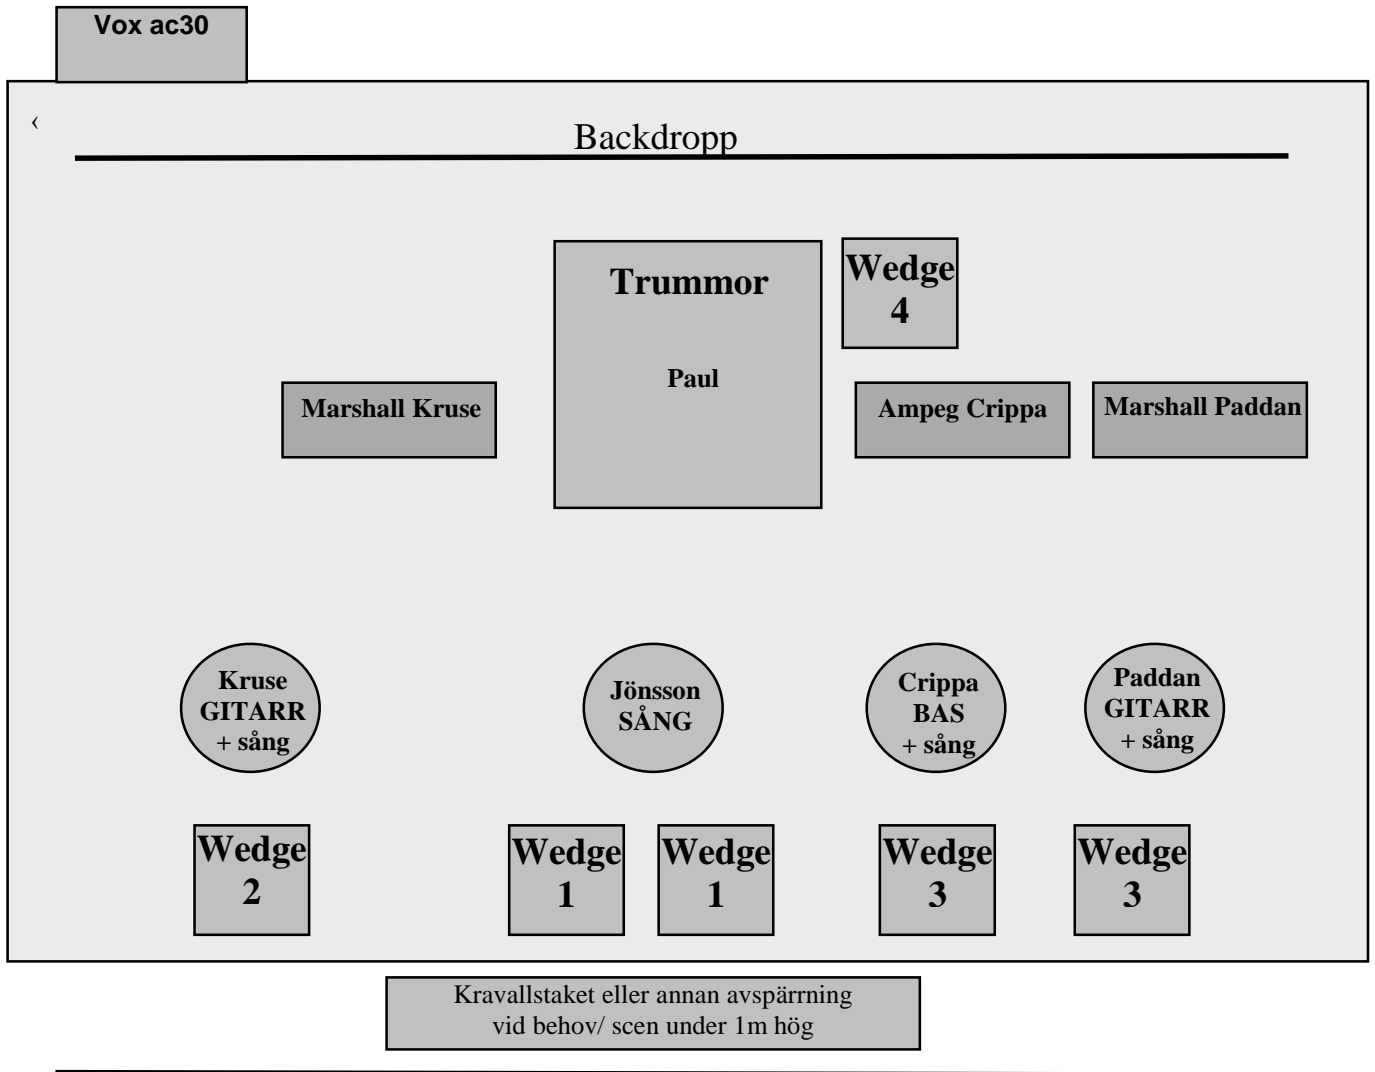 Vox ac30
‹
Backdropp
Trummor
Paul
Wedge
4
Marshall Kruse
Ampeg Crippa
Marshall Paddan
Kruse
GITARR
+ sång
Jönsson
SÅNG
Crippa
BAS
+ sång
Paddan
GITARR
+ sång
Wedge
2
Wedge
1
Wedge
1
Wedge
3
Wedge
3
Kravallstaket eller annan avspärrning
vid behov/ scen under 1m hög